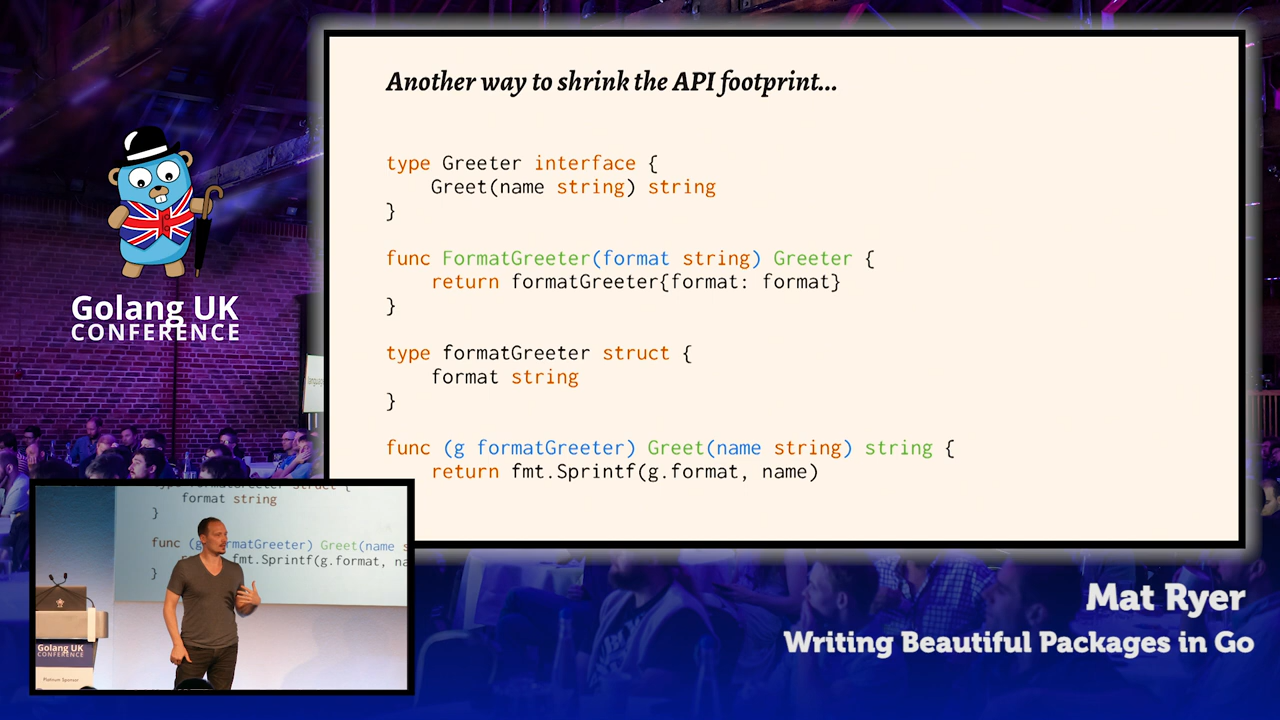 Another way to shrink the API footprint...
type Greeter interface {
Greet(name string) string
}
func FormatGreeter(format string) Greeter {
return formatGreeter{format: format}
}
type formatGreeter struct {
format string
}
func (g formatGreeter) Greet(name string) string {
return fmt.Sprintf(g.format, name)
Golang UK
CONFERENCE
format string
}
func (g formatGreeter) Greet(name s
fmt.Sprintf(g.format, na
}
Golang UK
CONFERENCE
Platinum Sponsor
Mat Ryer
Writing Beautiful Packages in Go